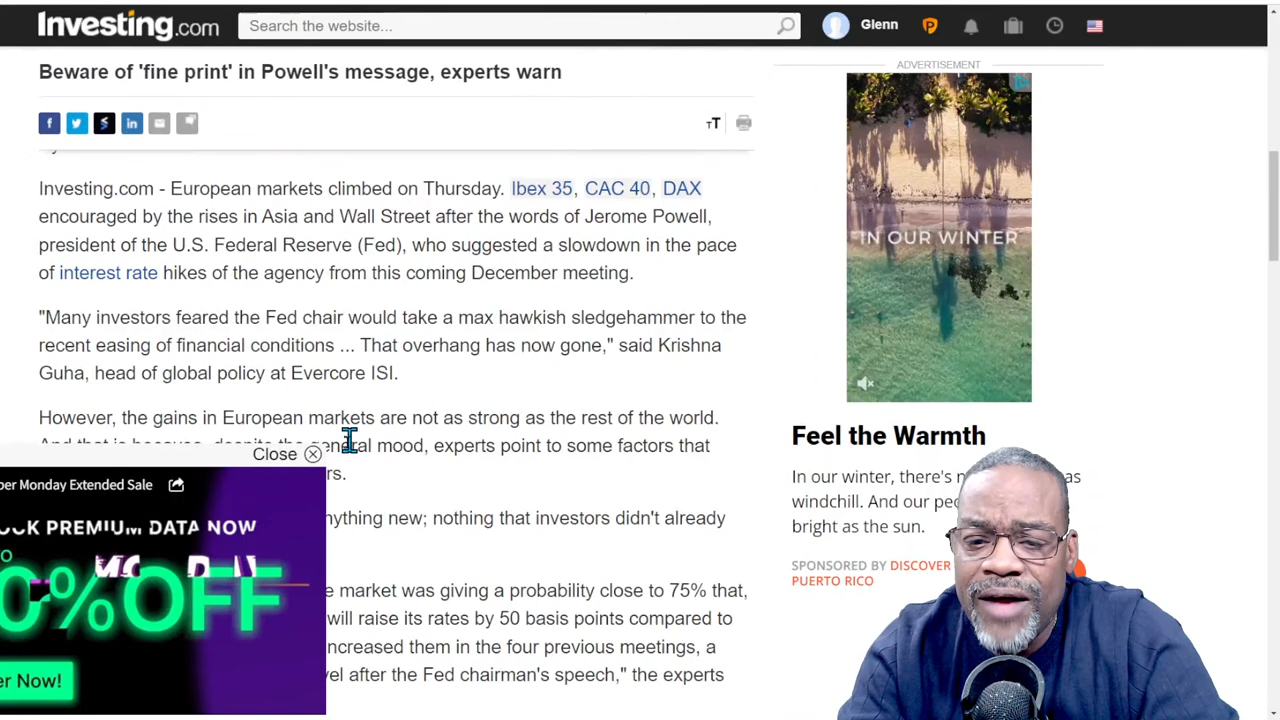 Investing.com
Search the website...
Glenn
Beware of 'fine print' in Powell's message, experts warn
ADVERTISEMENT
f
in
TT
Investing.com - European markets climbed on Thursday. Ibex 35, CAC 40, DAX
encouraged by the rises in Asia and Wall Street after the words of Jerome Powell,
president of the U.S. Federal Reserve (Fed), who suggested a slowdown in the pace
of interest rate hikes of the agency from this coming December meeting.
IN OUR WINTER
"Many investors feared the Fed chair would take a max hawkish sledgehammer to the
recent easing of financial conditions ... That overhang has now gone," said Krishna
Guha, head of global policy at Evercore ISI.
However, the gains in European markets are not as strong as the rest of the world.
And that is because, despite the general mood, experts point to some factors that
Close
Monday Extended Sale
PREMIUM DATA NOW
0%OFF
Now!
anything new; nothing that investors didn't already
market was giving a probability close to 75% that,
will raise its rates by 50 basis points compared to
increased them in the four previous meetings, a
after the Fed chairman's speech," the experts
Feel the Warmth
In our winter, there's
windchill. And our
bright as the sun.
SPONSORED BY DISCOVER
PUERTO RICO